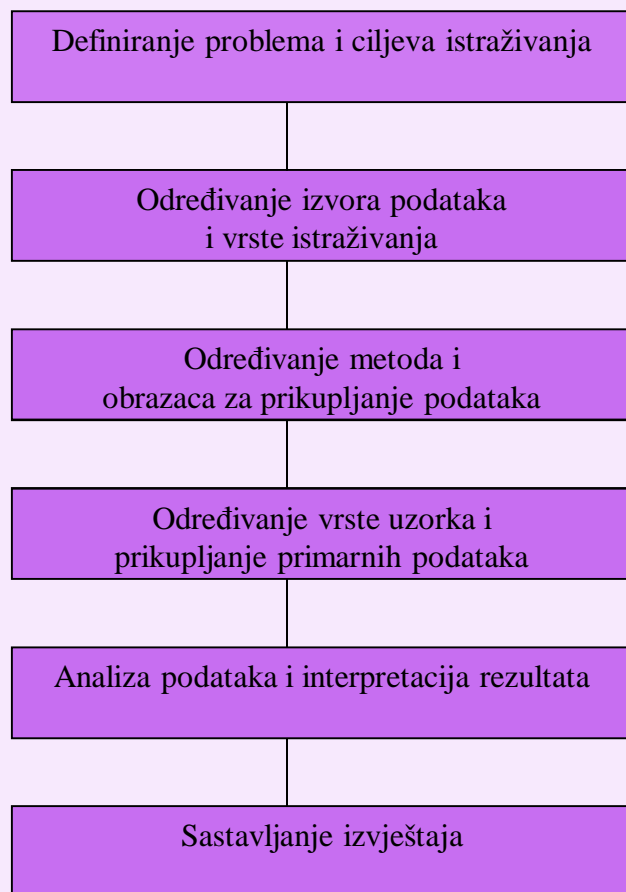 Definiranje problema i ciljeva istraživanja
Određivanje izvora podataka
i vrste istraživanja
Određivanje metoda i
obrazaca za prikupljanje podataka
Određivanje vrste uzorka i
prikupljanje primarnih podataka
Analiza podataka i interpretacija rezultata
Sastavljanje izvještaja